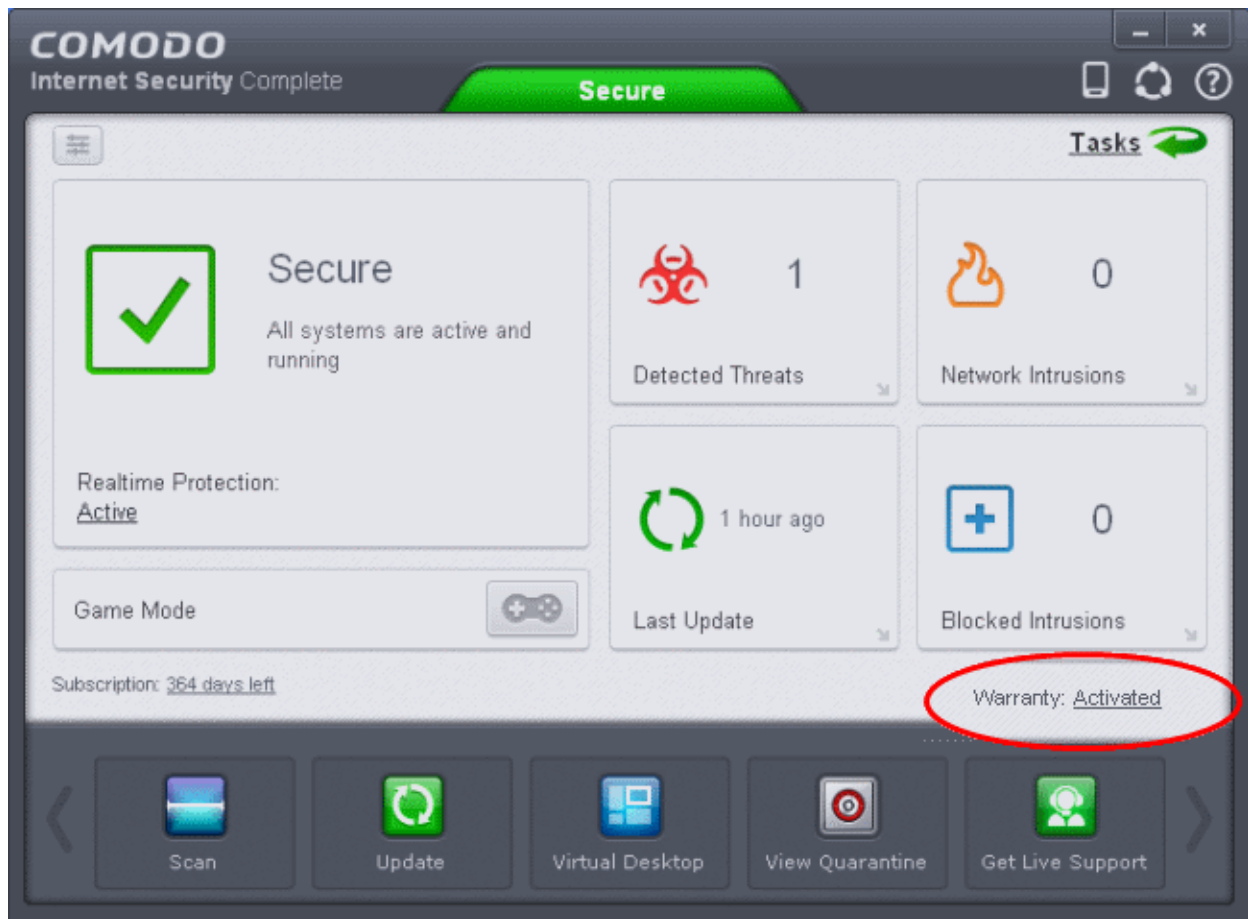 COMODO
Internet Security Complete
Secure
Tasks
Secure
All systems are active and
running
Realtime Protection:
Active
1
Detected Threats
0
Network Intrusions
1 hour ago
Last Update
0
Blocked Intrusions
Game Mode
Subscription: 364 days left
Warranty: Activated
Scan
Update
Virtual Desktop
View Quarantine
Get Live Support